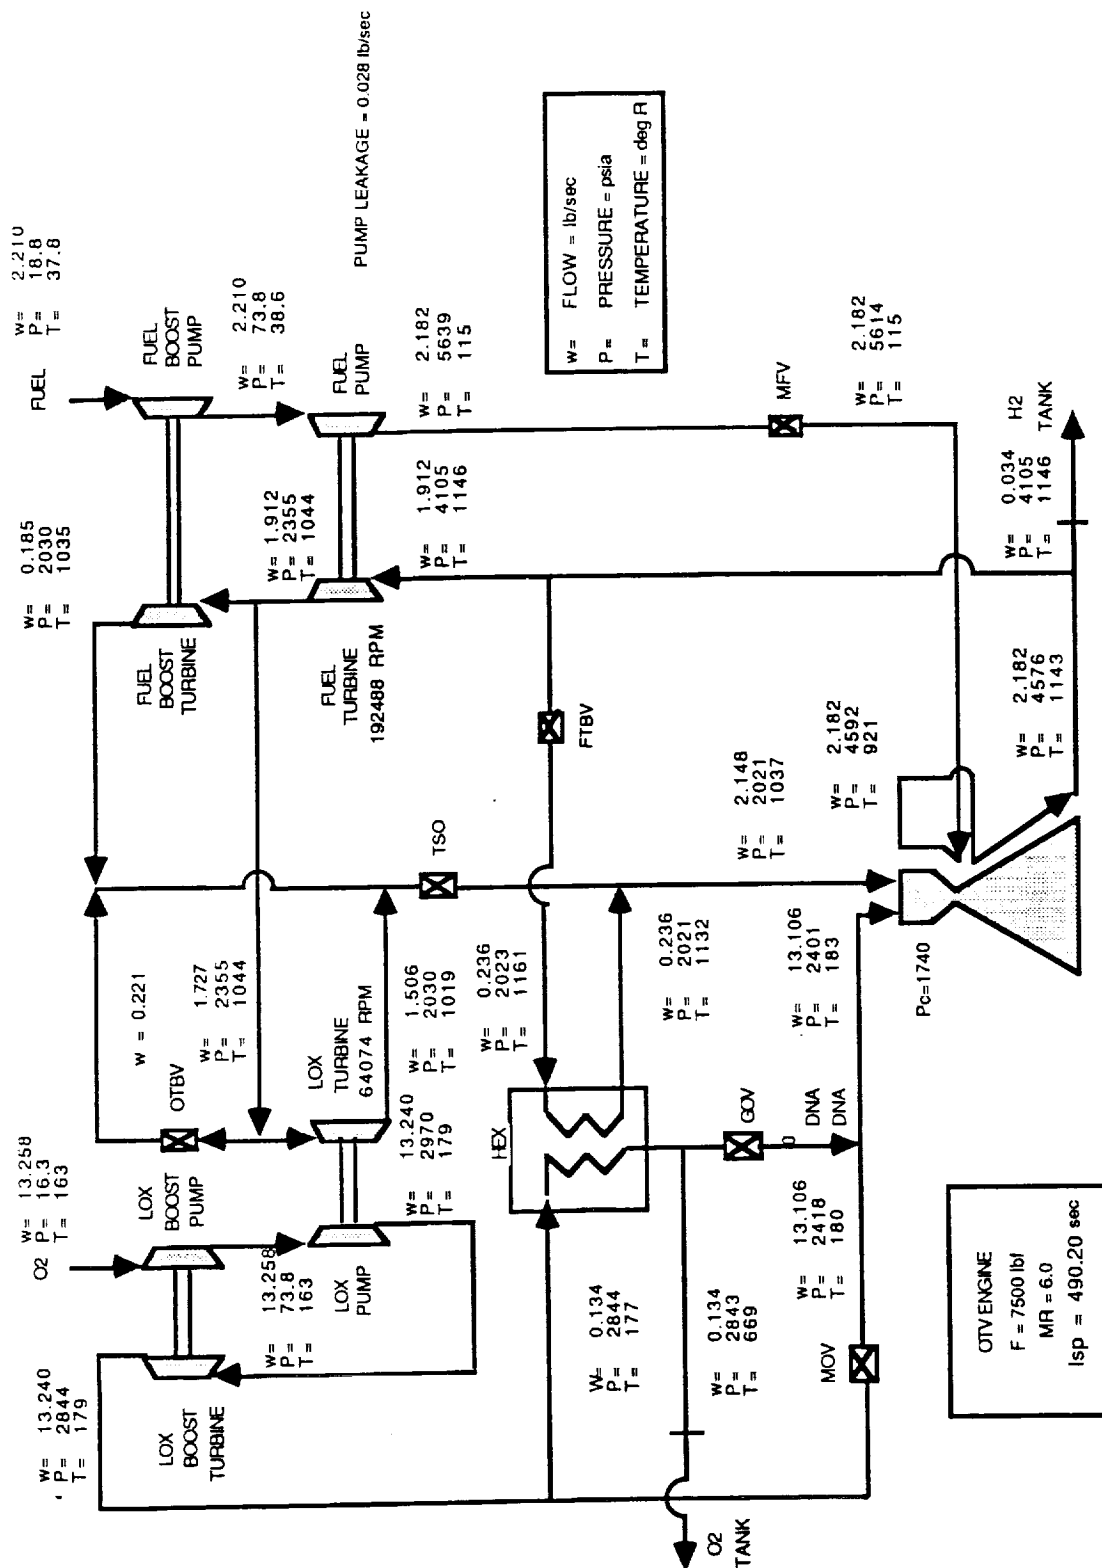 FUEL
w= 2.210
P= 18.8
T= 37.8
FUEL
BOOST
PUMP
w= 2.210
P= 73.8
T= 38.6
FUEL
PUMP
PUMP LEAKAGE = 0.028 lb/sec
w= 2.182
P= 5639
T= 115
w= 0.185
P= 2030
T= 1035
FUEL
BOOST
TURBINE
w= 1.912
P= 2355
T= 1044
FUEL
TURBINE
192488 RPM
w= 1.912
P= 4105
T= 1146
w= FLOW = lb/sec
P= PRESSURE = psia
T= TEMPERATURE = deg R
MFV
w= 2.182
P= 5614
T= 115
H2
TANK
w= 0.034
P= 4105
T= 1146
w= 2.182
P= 4576
T= 1143
FTBV
w= 2.182
P= 4592
T= 921
w= 2.148
P= 2021
T= 1037
TSO
w = 0.221
OTBV
w= 1.727
P= 2355
T= 1044
LOX
TURBINE
64074 RPM
w= 1.506
P= 2030
T= 1019
w= 0.236
P= 2023
T= 1161
w= 0.236
P= 2021
T= 1132
w= 13.106
P= 2401
T= 183
Pc=1740
O2
w= 13.258
P= 16.3
T= 163
LOX
BOOST
PUMP
w= 13.258
P= 73.8
T= 163
LOX
PUMP
w= 13.240
P= 2970
T= 179
HEX
GOV
0
DNA
DNA
w= 13.240
P= 2844
T= 179
LOX
BOOST
TURBINE
W= 0.134
P= 2844
T= 177
w= 0.134
P= 2843
T= 669
w= 13.106
P= 2418
T= 180
MOV
O2
TANK
OTV ENGINE
F = 7500 lbf
MR = 6.0
Isp = 490.20 sec